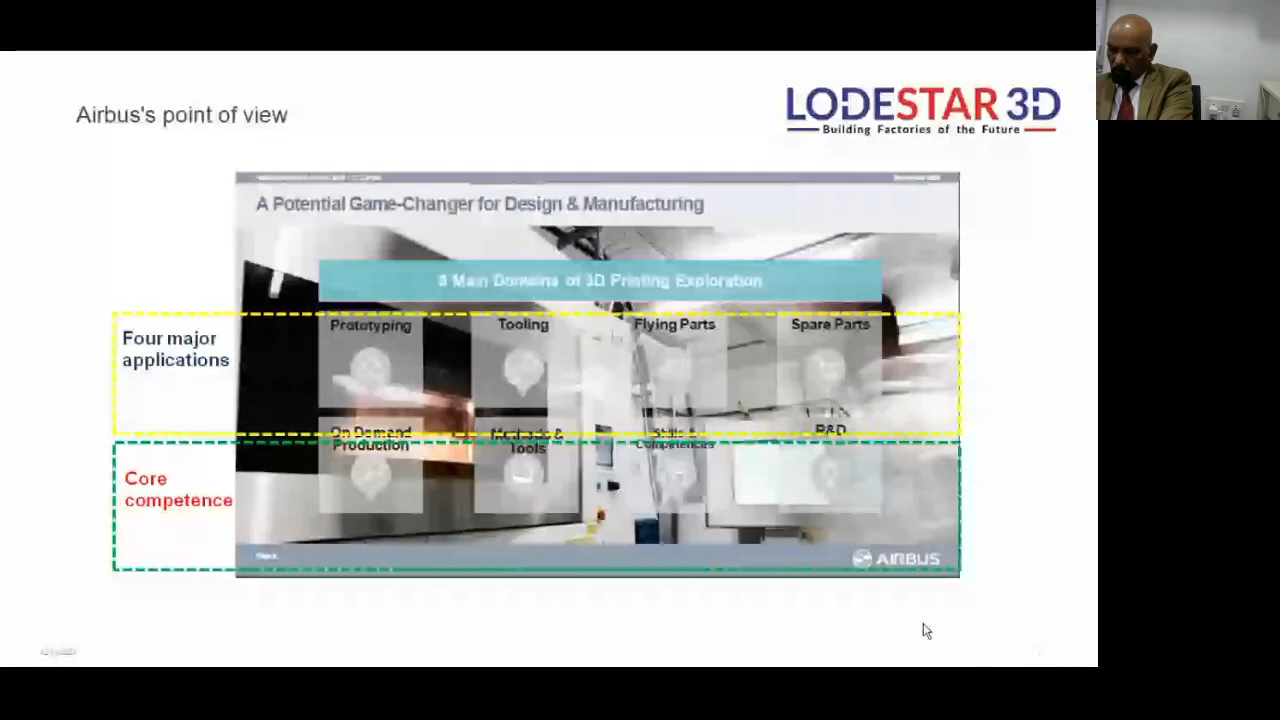 Airbus's point of view
LODESTAR 3D
Building Factories of the Future
A Potential Game-Changer for Design & Manufacturing
8 Main Domains of 3D Printing Exploration
Four major
applications
Prototyping
Tooling
Flying Parts
Spare Parts
On Demand
Production
Methods &
Tools
Skills &
Competences
R&D
Core
competence
AIRBUS